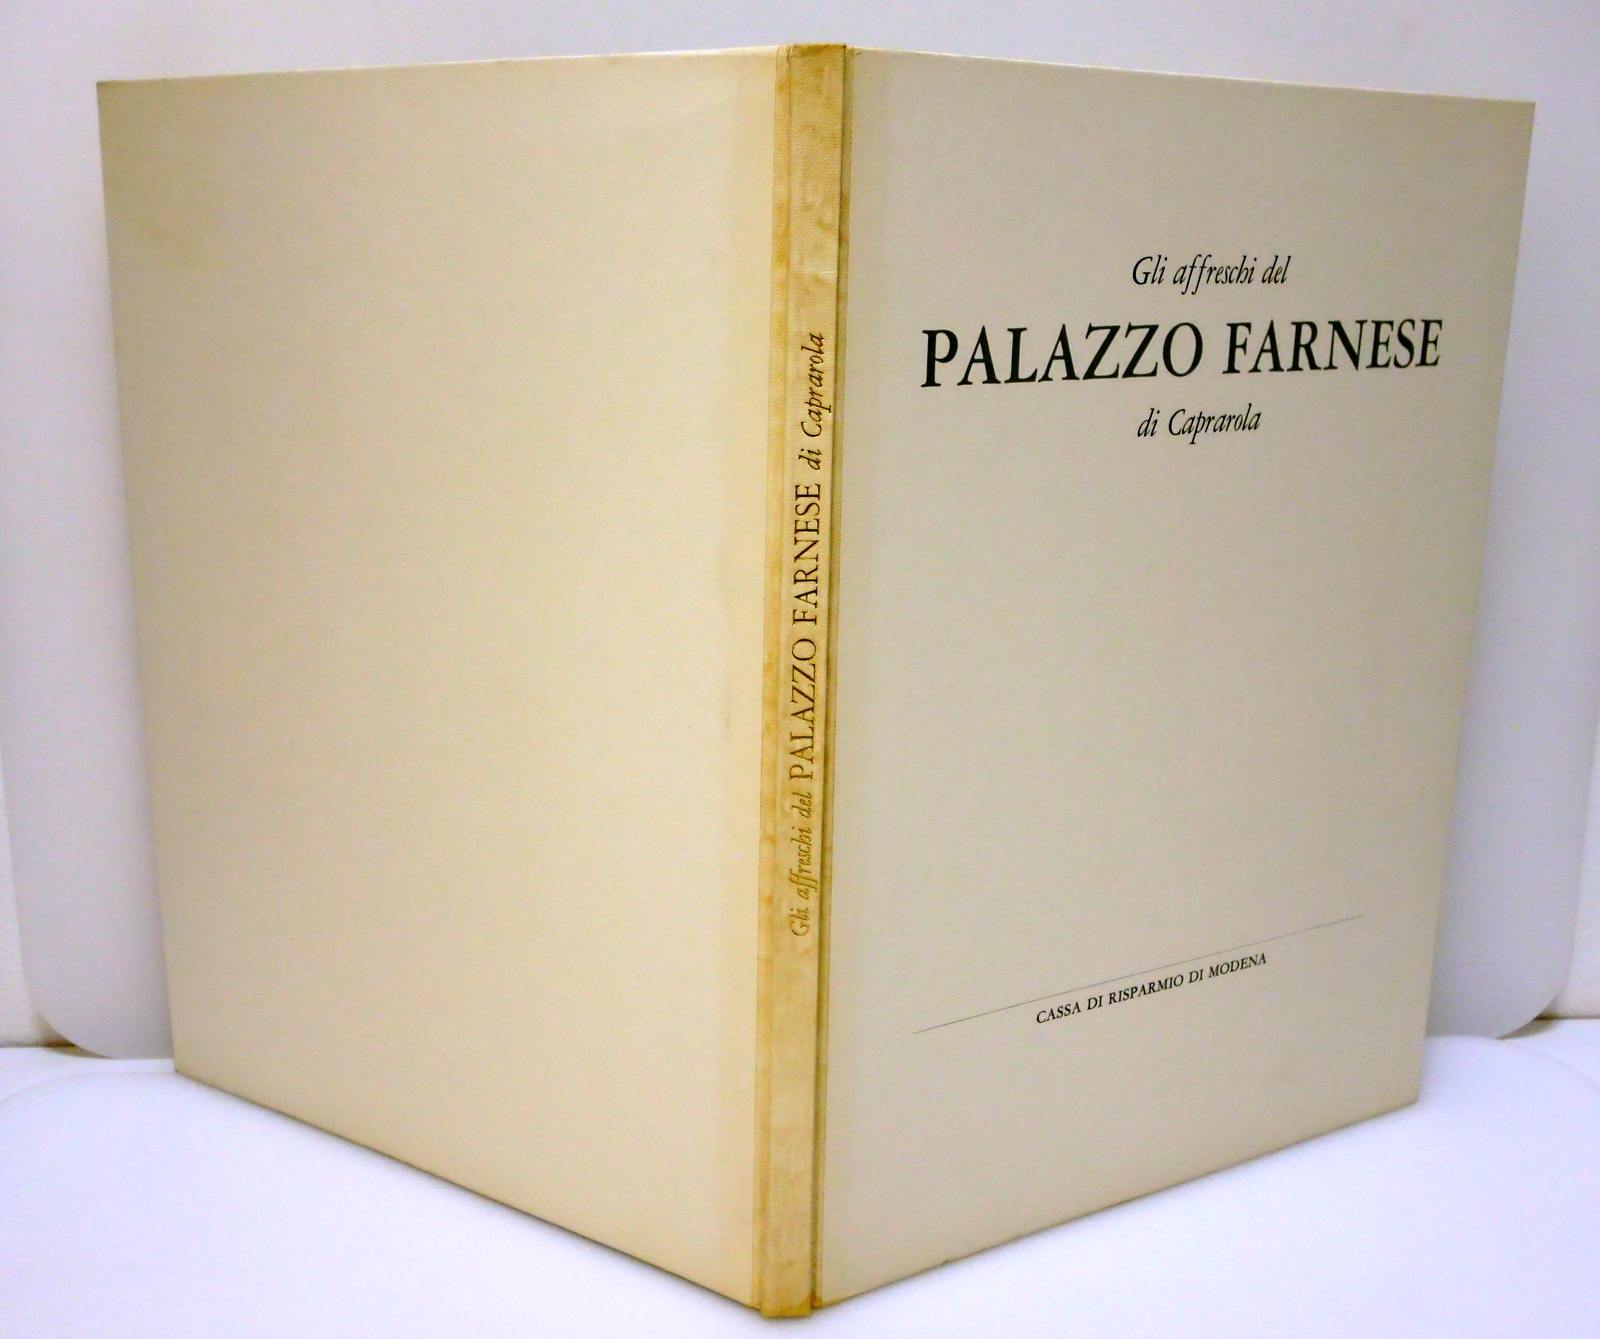 Gli affreschi del PALAZZO FARNESE di Caprarola
Gli affreschi del
PALAZZO FARNESE
di Caprarola
CASSA DI RISPARMIO DI MODENA